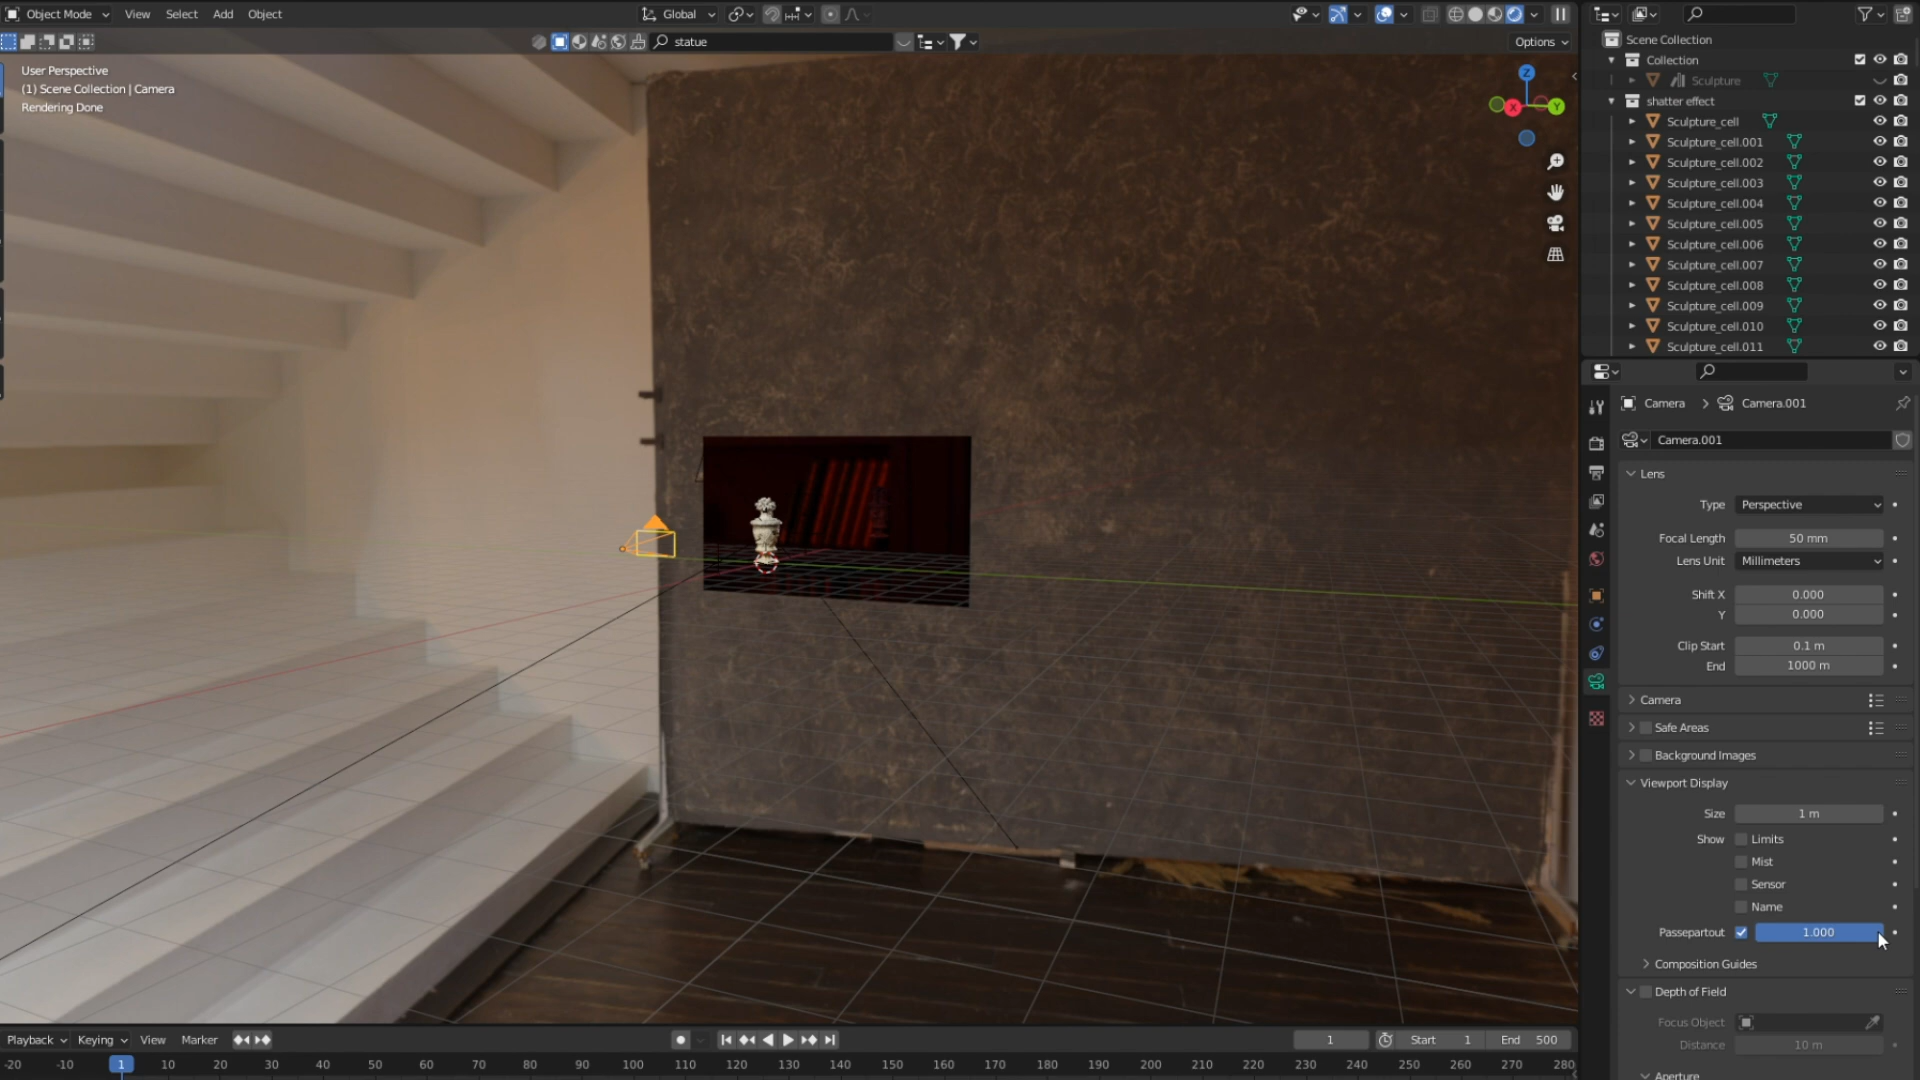 Object Mode View Select Add Object Global
statue Options
User Perspective
(1) Scene Collection | Camera
Rendering Done
Z
X
Y
Scene Collection
Collection
Sculpture
shatter effect
Sculpture_cell
Sculpture_cell.001
Sculpture_cell.002
Sculpture_cell.003
Sculpture_cell.004
Sculpture_cell.005
Sculpture_cell.006
Sculpture_cell.007
Sculpture_cell.008
Sculpture_cell.009
Sculpture_cell.010
Sculpture_cell.011
Camera > Camera.001
Camera.001
Lens
Type Perspective
Focal Length 50 mm
Lens Unit Millimeters
Shift X 0.000
Y 0.000
Clip Start 0.1 m
End 1000 m
Camera
Safe Areas
Background Images
Viewport Display
Size 1 m
Show Limits
Mist
Sensor
Name
Passepartout 1.000
Composition Guides
Depth of Field
Focus Object
Distance 10 m
Aperture
Playback Keying View Marker 1 Start 1 End 500
-20 -10 1 10 20 30 40 50 60 70 80 90 100 110 120 130 140 150 160 170 180 190 200 210 220 230 240 250 260 270 280